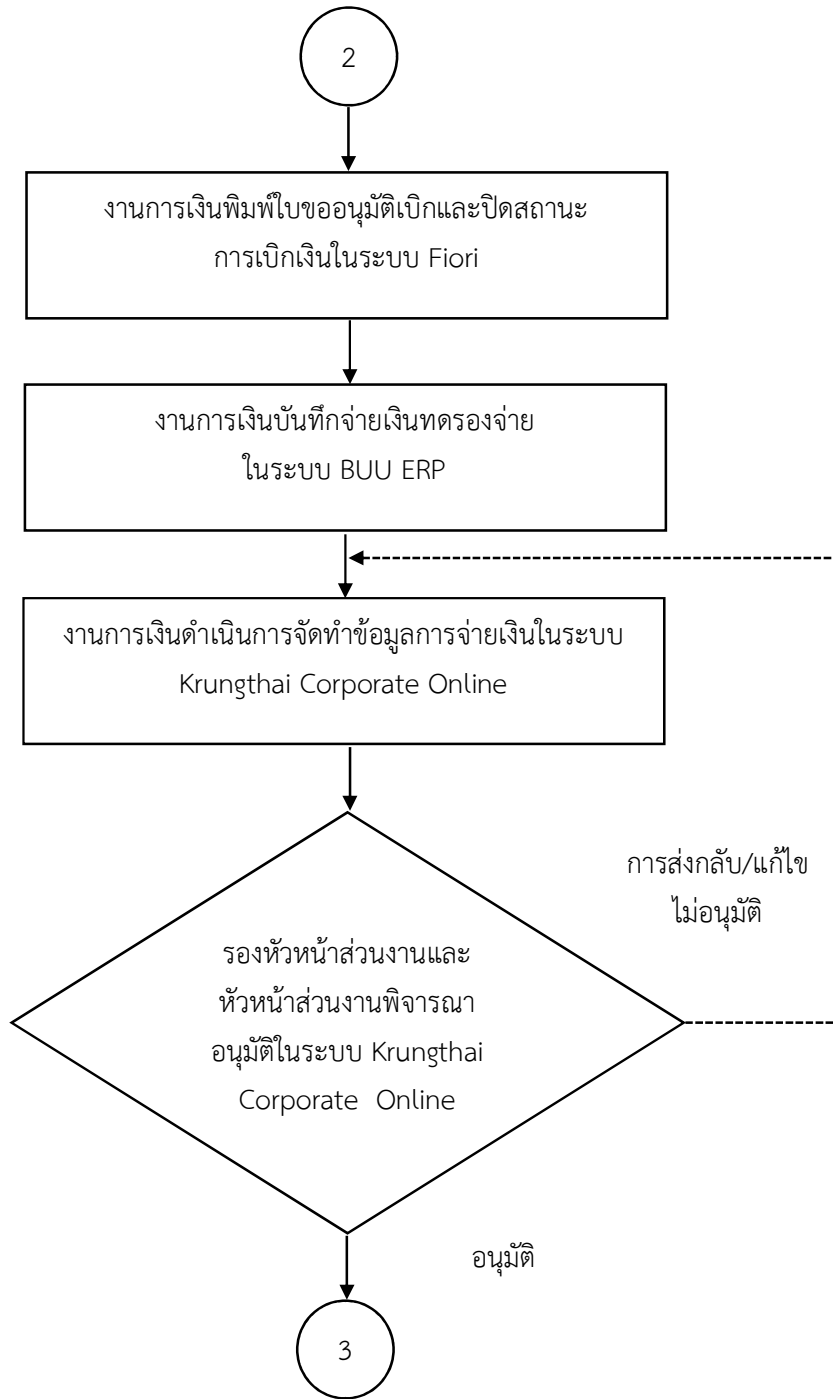 2
งานการเงินพิมพ์ใบขออนุมัติเบิกและปิดสถานะ
การเบิกเงินในระบบ Fiori
งานการเงินบันทึกจ่ายเงินทดรองจ่าย
ในระบบ BUU ERP
งานการเงินดำเนินการจัดทำข้อมูลการจ่ายเงินในระบบ
Krungthai Corporate Online
การส่งกลับ/แก้ไข
ไม่อนุมัติ
รองหัวหน้าส่วนงานและ
หัวหน้าส่วนงานพิจารณา
อนุมัติในระบบ Krungthai
Corporate  Online
อนุมัติ
3